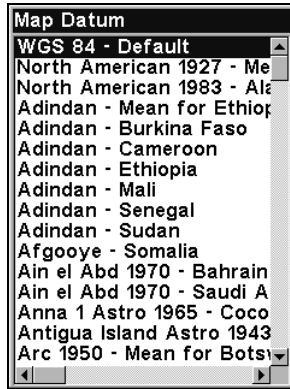 Map Datum
WGS 84 - Default
North American 1927 - Me
North American 1983 - Ala
Adindan - Mean for Ethiop
Adindan - Burkina Faso
Adindan - Cameroon
Adindan - Ethiopia
Adindan - Mali
Adindan - Senegal
Adindan - Sudan
Afgooye - Somalia
Ain el Abd 1970 - Bahrain
Ain el Abd 1970 - Saudi A
Anna 1 Astro 1965 - Coco
Antigua Island Astro 1943
Arc 1950 - Mean for Bots